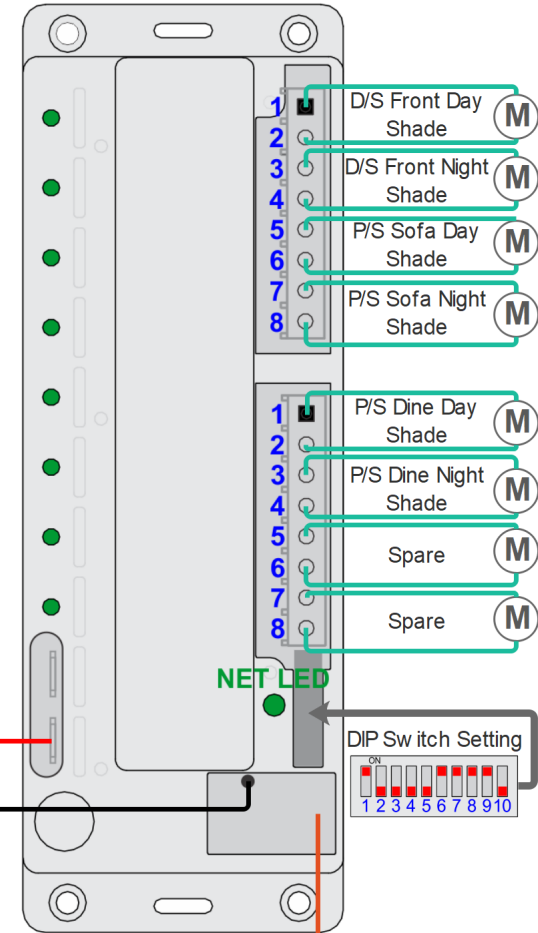 1
D/S Front Day
Shade
M
2
3
D/S Front Night
Shade
M
4
5
P/S Sofa Day
Shade
M
6
7
P/S Sofa Night
Shade
M
8
1
P/S Dine Day
Shade
M
2
3
P/S Dine Night
Shade
M
4
5
Spare
M
6
7
Spare
M
8
NET LED
DIP Switch Setting
ON
1 2 3 4 5 6 7 8 9 10